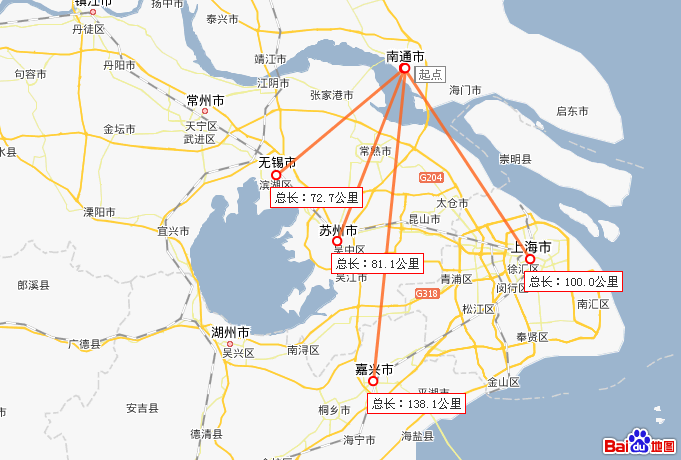 镇江市
扬中市
泰兴市
丹徒区
南通市
起点
靖江市
丹阳市
句容市
江阴市
海门市
张家港市
常州市
启东市
天宁区
金坛市
武进区
水县
常熟市
崇明县
无锡市
滨湖区
G204
总长：72.7公里
太仓市
溧阳市
昆山市
宜兴市
苏州市
吴中区
上海市
总长：81.1公里
徐汇区
吴江市
青浦区
总长：100.0公里
郎溪县
闵行区
G318
南汇区
松江区
湖州市
奉贤区
广德县
南浔区
吴兴区
嘉兴市
金山区
平湖市
总长：138.1公里
安吉县
桐乡市
德清县
海宁市
海盐县
Bai du 地图